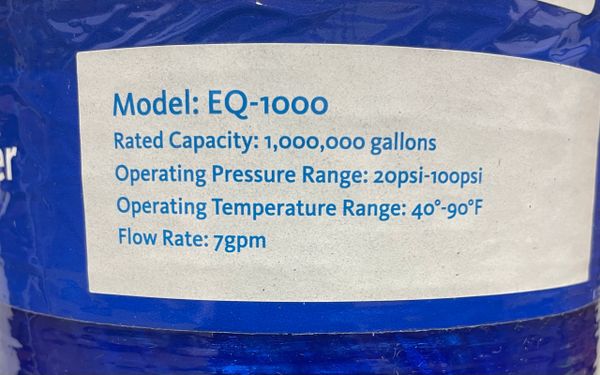 Model: EQ-1000
Rated Capacity: 1,000,000 gallons
Operating Pressure Range: 20psi-100psi
Operating Temperature Range: 40°-90°F
Flow Rate: 7gpm